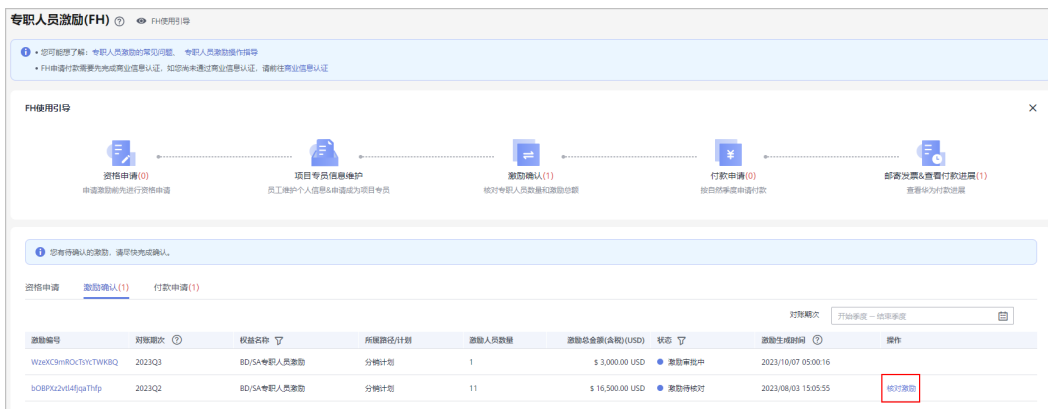 专职人员激励(FH) FH使用引导
• 您可能想了解：专职人员激励的常见问题、 专职人员激励操作指导
• FH申请付款需要先完成商业信息认证，如您尚未通过商业信息认证，请前往商业信息认证
FH使用引导
资格申请(0) 项目专员信息维护 激励确认(1) 付款申请(0) 邮寄发票&查看付款进展(1)
申请激励前先进行资格申请 员工维护个人信息&申请成为项目专员 核对专职人员数量和激励总额 按自然季度申请付款 查看华为付款进展
您有待确认的激励，请尽快完成确认。
资格申请 激励确认(1) 付款申请(1)
对账期次 开始季度 – 结束季度
激励编号 对账期次 权益名称 所属路径/计划 激励人员数量 激励总金额(含税)(USD) 状态 激励生成时间 操作
WzeXC9mROcTsYcTWKBQ 2023Q3 BD/SA专职人员激励 分销计划 1 $ 3,000.00 USD 激励审批中 2023/10/07 05:00:16
bOBPXz2vtl4fjqaThfp 2023Q2 BD/SA专职人员激励 分销计划 11 $ 16,500.00 USD 激励待核对 2023/08/03 15:05:55 核对激励